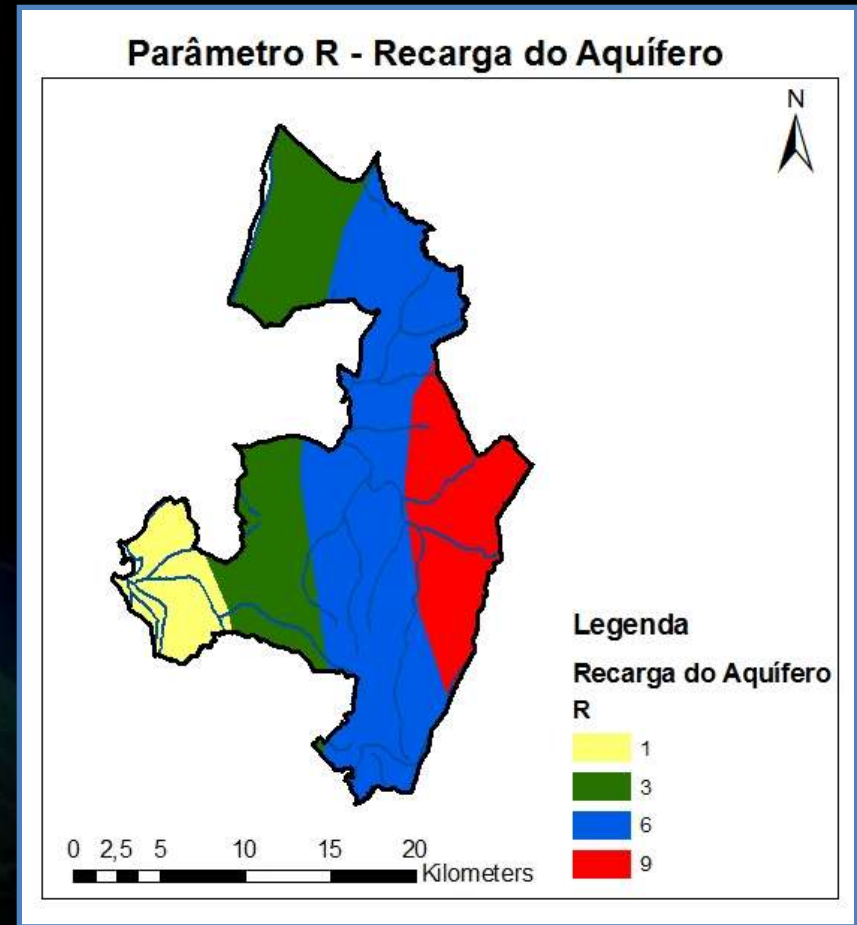 Parâmetro R - Recarga do Aquífero
N
Legenda
Recarga do Aquífero
R
1
3
6
9
0 2,5 5 10 15 20
Kilometers